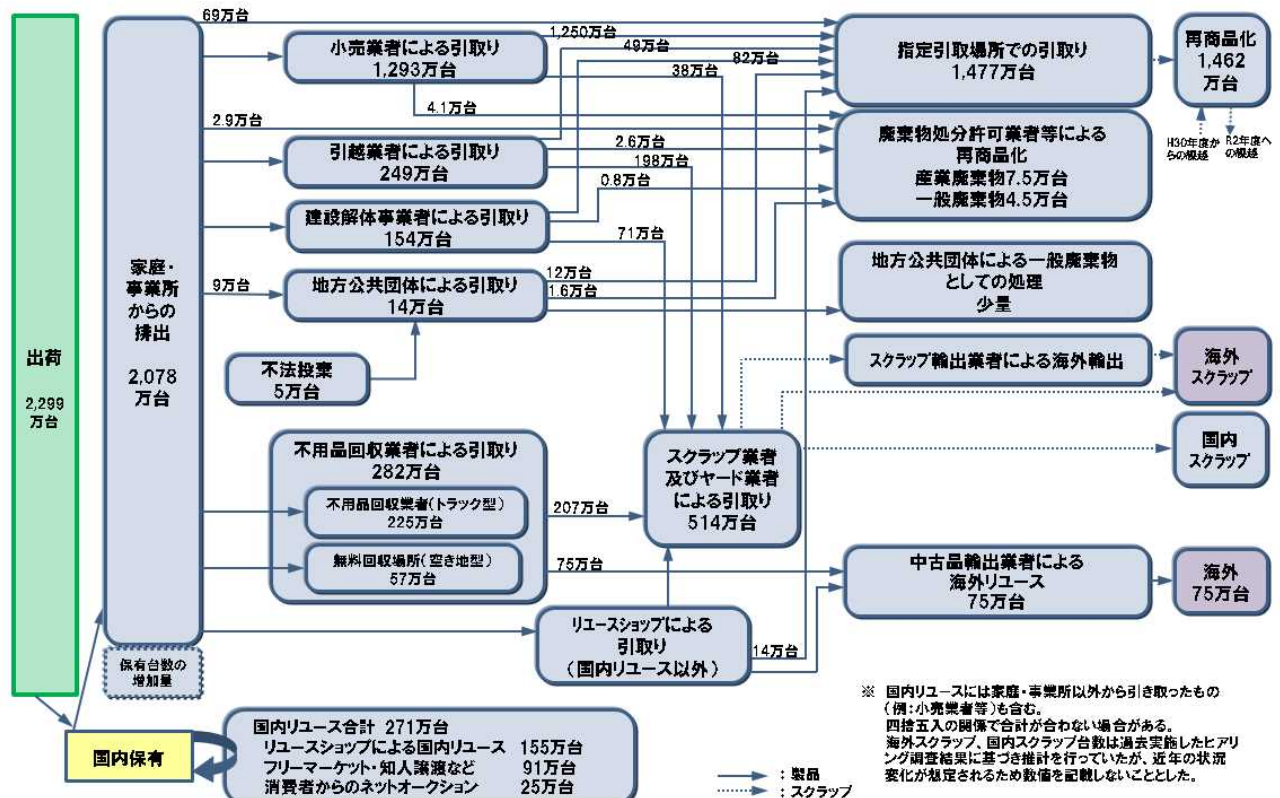 出荷
2,299
万台
家庭・
事業所
からの
排出
2,078
万台
保有台数の
増加量
国内保有
69万台
小売業者による引取り
1,293万台
1,250万台
49万台
82万台
38万台
4.1万台
2.9万台
引越業者による引取り
249万台
2.6万台
198万台
0.8万台
建設解体事業者による引取り
154万台
71万台
9万台
地方公共団体による引取り
14万台
12万台
1.6万台
不法投棄
5万台
不用品回収業者による引取り
282万台
不用品回収業者(トラック型)
225万台
無料回収場所(空き地型)
57万台
207万台
75万台
スクラップ業者
及びヤード業者
による引取り
514万台
リユースショップによる
引取り
(国内リユース以外)
14万台
指定引取場所での引取り
1,477万台
再商品化
1,462
万台
H30年度か
らの繰越
R2年度へ
の繰越
廃棄物処分許可業者等による
再商品化
産業廃棄物7.5万台
一般廃棄物4.5万台
地方公共団体による一般廃棄物
としての処理
少量
スクラップ輸出業者による海外輸出
海外
スクラップ
国内
スクラップ
中古品輸出業者による
海外リユース
75万台
海外
75万台
国内リユース合計 271万台
リユースショップによる国内リユース 155万台
フリーマーケット・知人譲渡など 91万台
消費者からのネットオークション 25万台
:製品
:スクラップ
※ 国内リユースには家庭・事業所以外から引き取ったもの
(例:小売業者等)も含む。
四捨五入の関係で合計が合わない場合がある。
海外スクラップ、国内スクラップ台数は過去実施したヒアリ
ング調査結果に基づき推計を行っていたが、近年の状況
変化が想定されるため数値を記載しないこととした。